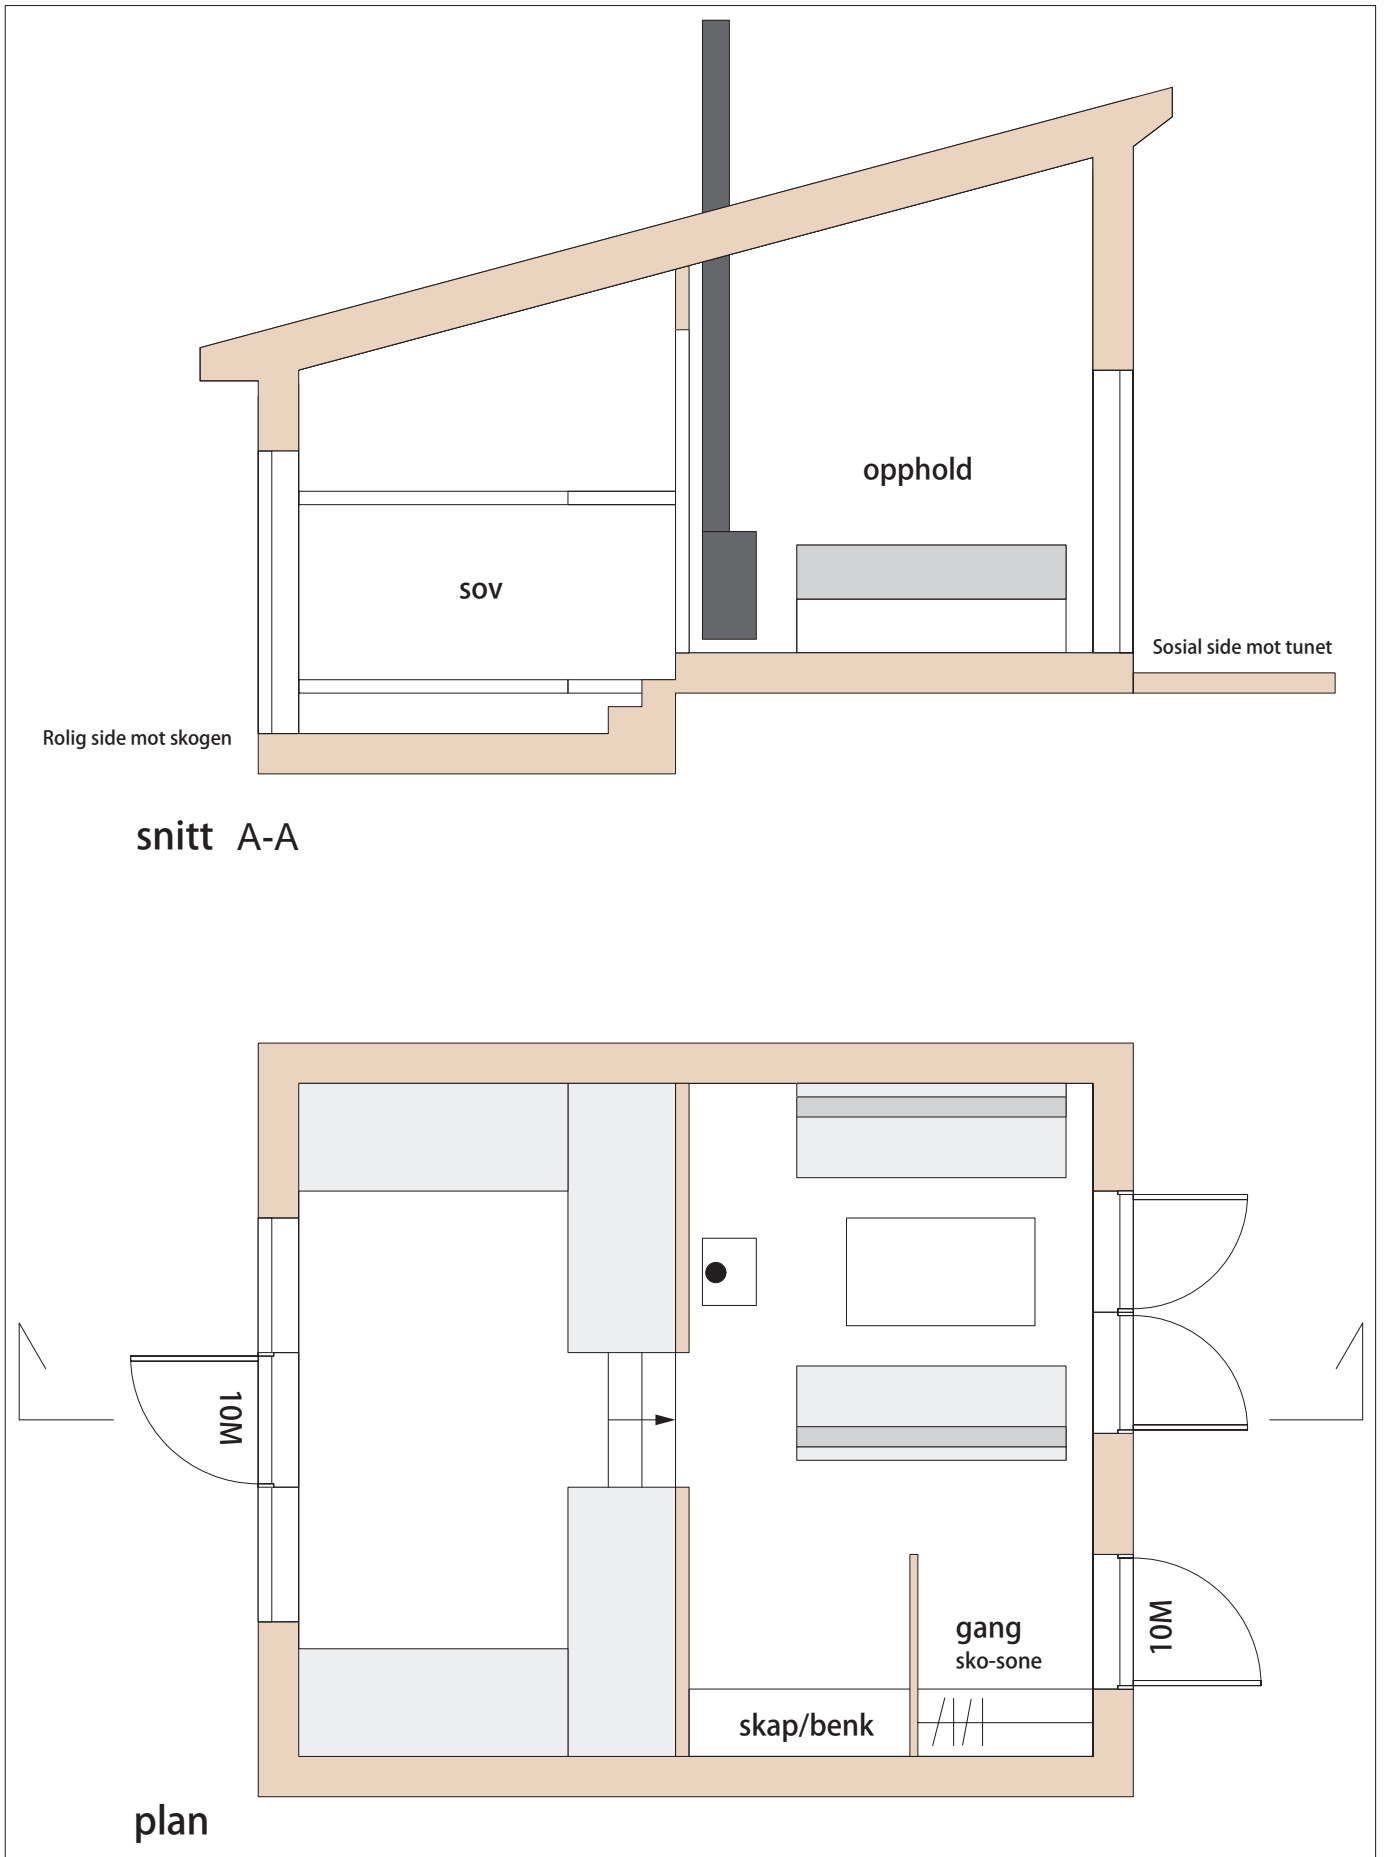 opphold
sov
Sosial side mot tunet
Rolig side mot skogen
snitt A-A
10M
gang
sko-sone
10M
skap/benk
plan